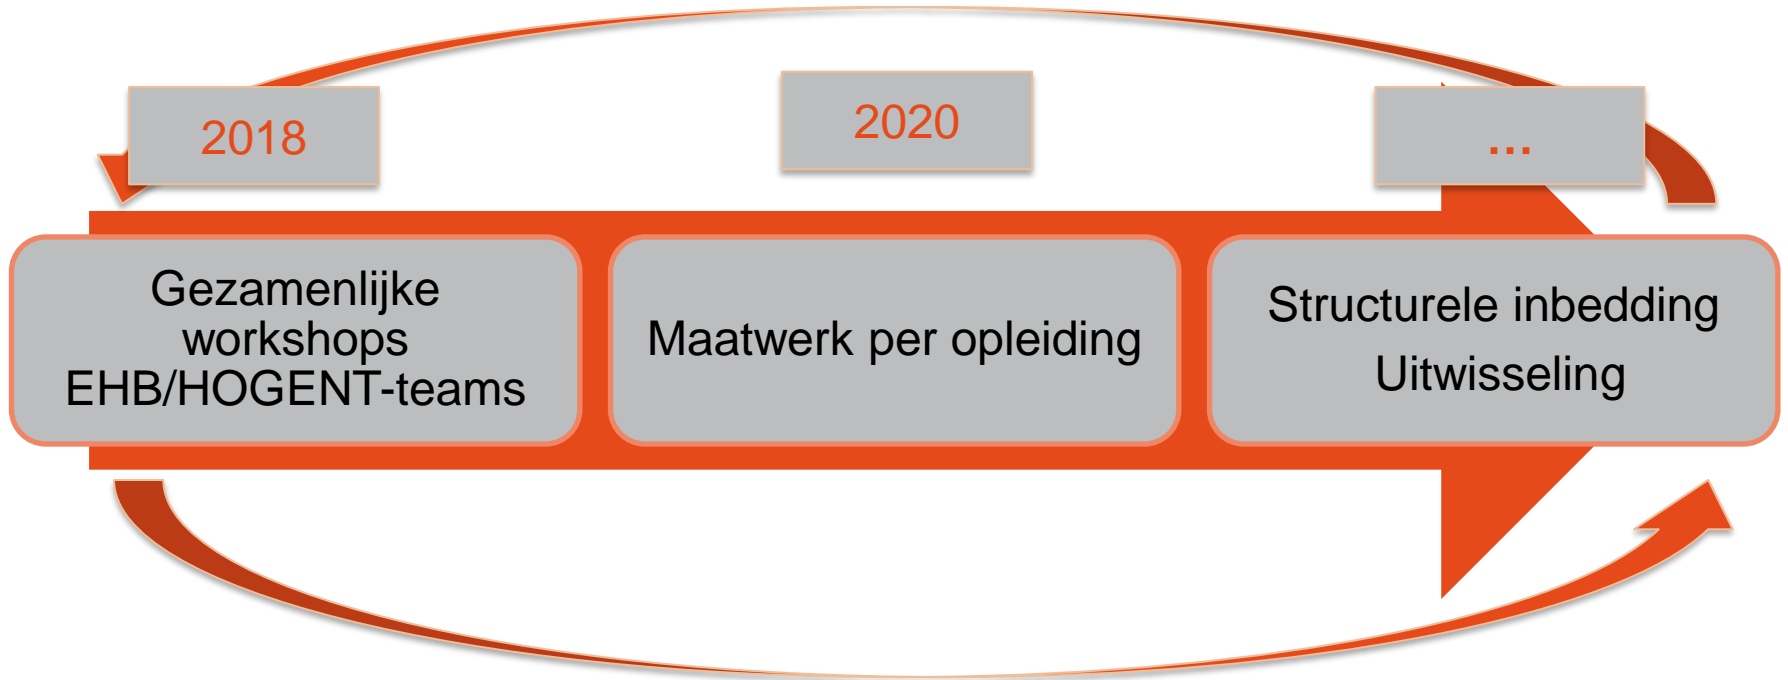 2018
2020
...
Gezamenlijke
workshops
EHB/HOGENT-teams
Maatwerk per opleiding
Structurele inbedding
Uitwisseling